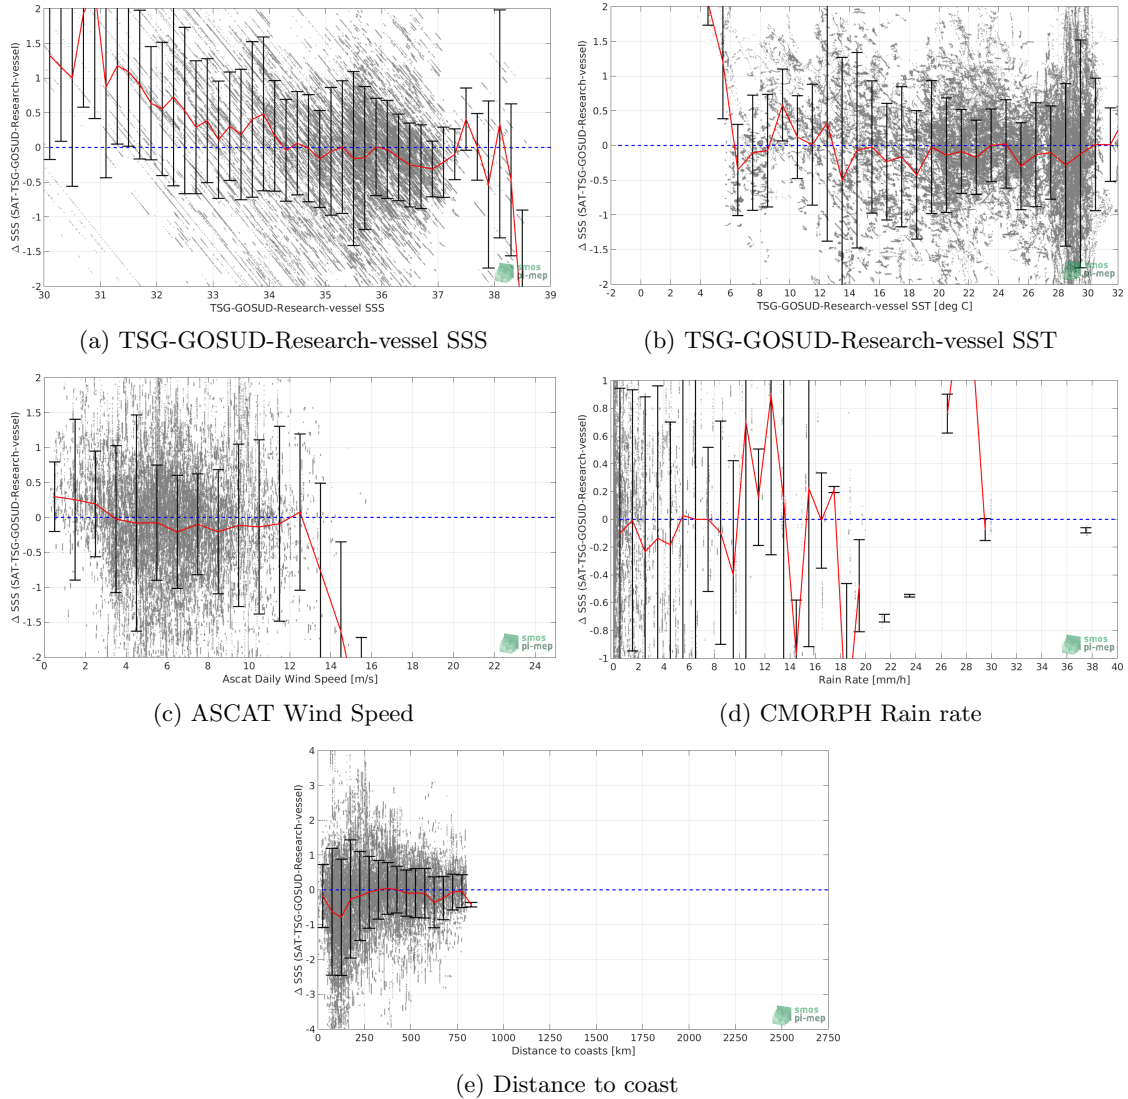 Δ SSS (SAT-TSG-GOSUD-Research-vessel)
2
1.5
1
0.5
0
-0.5
-1
-1.5
-2
30 31 32 33 34 35 36 37 38 39
TSG-GOSUD-Research-vessel SSS
smos
pi-mep
(a) TSG-GOSUD-Research-vessel SSS
Δ SSS (SAT-TSG-GOSUD-Research-vessel)
2
1.5
1
0.5
0
-0.5
-1
-1.5
-2
-2 0 2 4 6 8 10 12 14 16 18 20 22 24 26 28 30 32
TSG-GOSUD-Research-vessel SST [deg C]
smos
pi-mep
(b) TSG-GOSUD-Research-vessel SST
Δ SSS (SAT-TSG-GOSUD-Research-vessel)
2
1.5
1
0.5
0
-0.5
-1
-1.5
-2
0 2 4 6 8 10 12 14 16 18 20 22 24
Ascat Daily Wind Speed [m/s]
smos
pi-mep
(c) ASCAT Wind Speed
Δ SSS (SAT-TSG-GOSUD-Research-vessel)
1
0.8
0.6
0.4
0.2
0
-0.2
-0.4
-0.6
-0.8
-1
0 2 4 6 8 10 12 14 16 18 20 22 24 26 28 30 32 34 36 38 40
Rain Rate [mm/h]
smos
pi-mep
(d) CMORPH Rain rate
Δ SSS (SAT-TSG-GOSUD-Research-vessel)
4
3
2
1
0
-1
-2
-3
-4
0 250 500 750 1000 1250 1500 1750 2000 2250 2500 2750
Distance to coasts [km]
smos
pi-mep
(e) Distance to coast